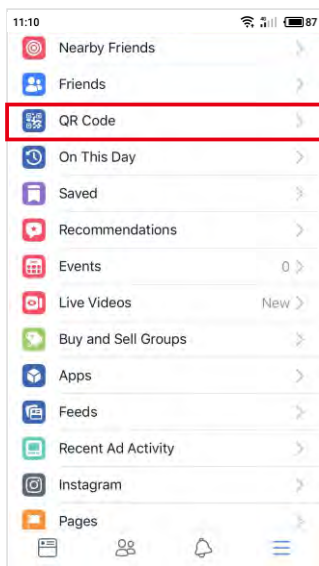 11:10 87
Nearby Friends
Friends
QR Code
On This Day
Saved
Recommendations
Events 0
Live Videos New
Buy and Sell Groups
Apps
Feeds
Recent Ad Activity
Instagram
Pages